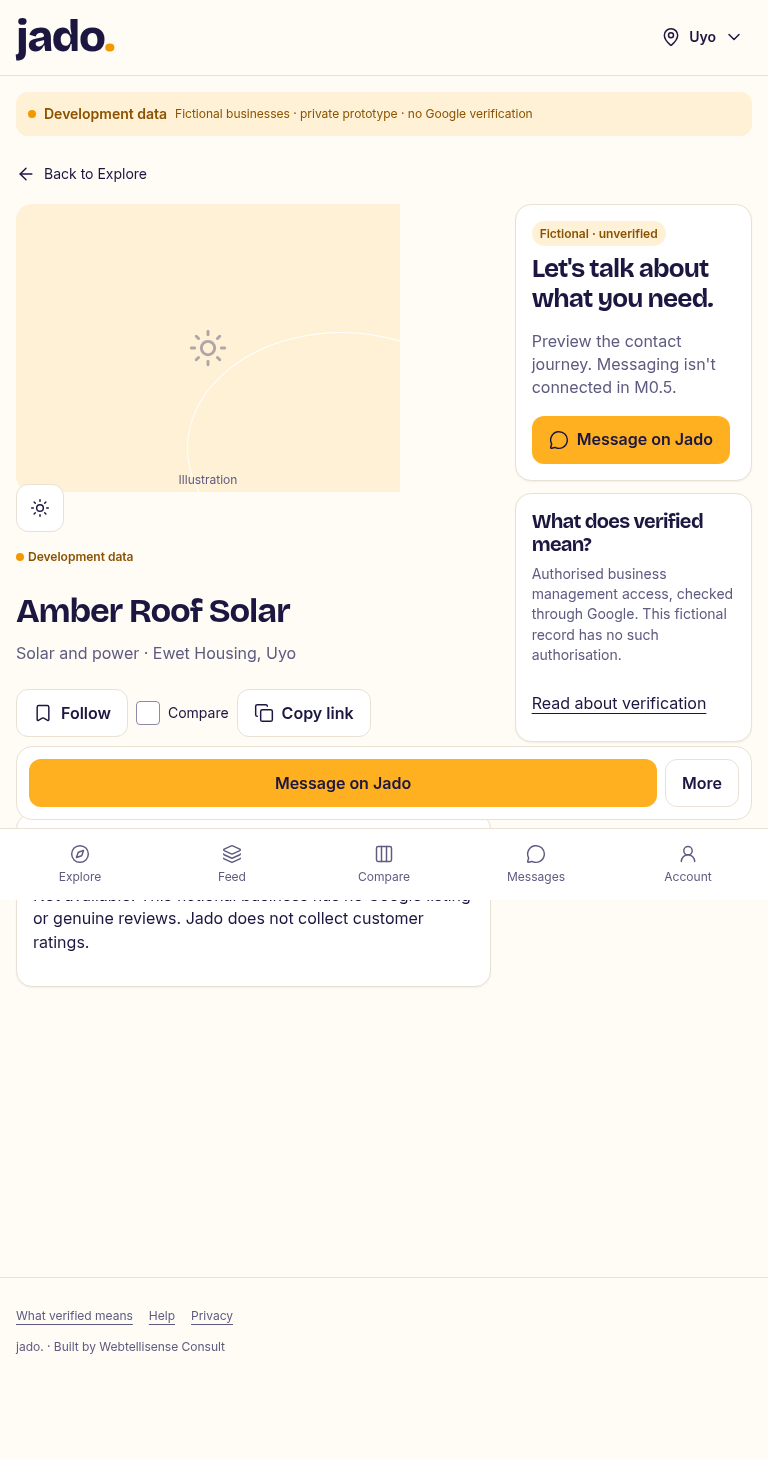 jado.
Uyo
Development data Fictional businesses · private prototype · no Google verification
Back to Explore
Illustration
Development data
Amber Roof Solar
Solar and power · Ewet Housing, Uyo
Follow
Compare
Copy link
Fictional · unverified
Let's talk about
what you need.
Preview the contact
journey. Messaging isn't
connected in M0.5.
Message on Jado
What does verified
mean?
Authorised business
management access, checked
through Google. This fictional
record has no such
authorisation.
Read about verification
Message on Jado
More
Explore
Feed
Compare
Messages
Account
or genuine reviews. Jado does not collect customer
ratings.
What verified means
Help
Privacy
jado. · Built by Webtellisense Consult